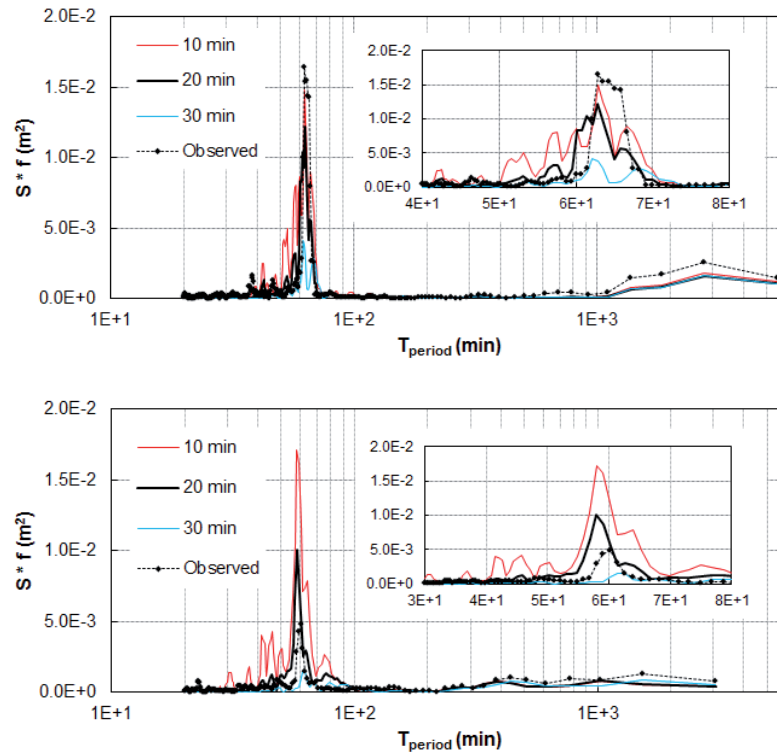 2.0E-2
1.5E-2
1.0E-2
5.0E-3
0.0E+0
S* f (m²)
10 min
20 min
30 min
Observed
2.0E-2
1.5E-2
1.0E-2
5.0E-3
0.0E+0
4E+1 5E+1 6E+1 7E+1 8E+1
1E+1 1E+2 1E+3
Tperiod (min)
2.0E-2
1.5E-2
1.0E-2
5.0E-3
0.0E+0
S* f (m²)
10 min
20 min
30 min
Observed
2.0E-2
1.5E-2
1.0E-2
5.0E-3
0.0E+0
3E+1 4E+1 5E+1 6E+1 7E+1 8E+1
1E+1 1E+2 1E+3
Tperiod (min)